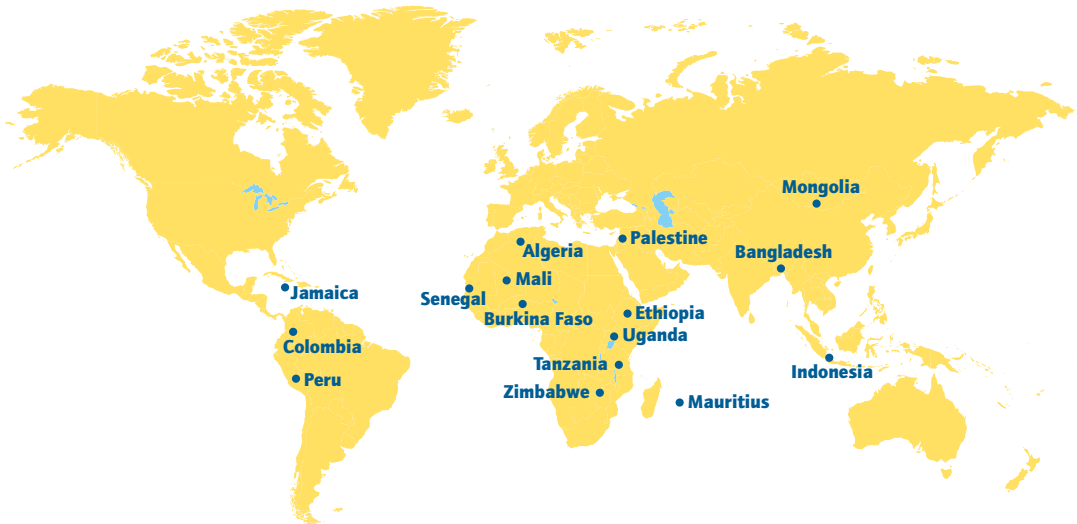 Mongolia
Palestine
Algeria
Bangladesh
Mali
Jamaica
Senegal
Ethiopia
Burkina Faso
Uganda
Colombia
Tanzania
Indonesia
Peru
Zimbabwe
Mauritius